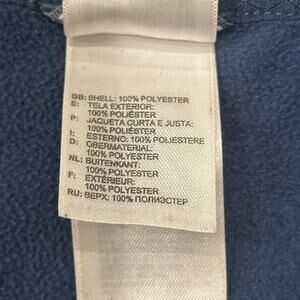 GB: SHELL: 100% POLYESTER
E: TELA EXTERIOR:
100% POLIÉSTER
P: JAQUETA CURTA E JUSTA:
100% POLIÉSTER
I: ESTERNO: 100% POLIESTERE
D: OBERMATERIAL:
100% POLYESTER
NL: BUITENKANT:
100% POLYESTER
F: EXTÉRIEUR:
100% POLYESTER
RU: ВЕРХ: 100% ПОЛИЭСТЕР